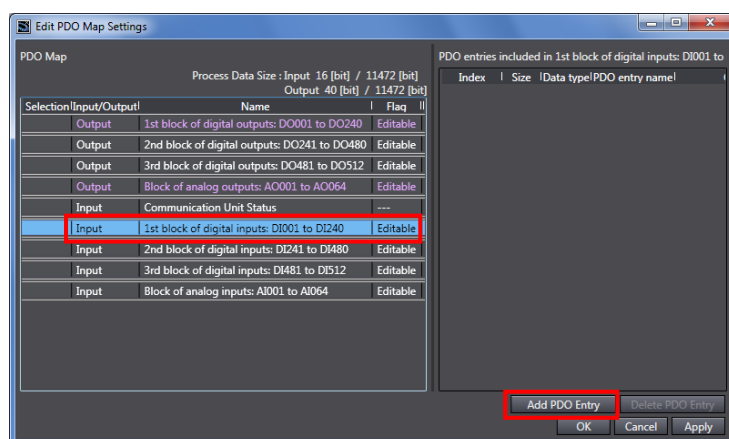 Edit PDO Map Settings
PDO Map
Process Data Size : Input 16 [bit] / 11472 [bit]
Output 40 [bit] / 11472 [bit]
Selection Input/Output Name Flag
Output 1st block of digital outputs: DO001 to DO240 Editable
Output 2nd block of digital outputs: DO241 to DO480 Editable
Output 3rd block of digital outputs: DO481 to DO512 Editable
Output Block of analog outputs: AO001 to AO064 Editable
Input Communication Unit Status ---
Input 1st block of digital inputs: DI001 to DI240 Editable
Input 2nd block of digital inputs: DI241 to DI480 Editable
Input 3rd block of digital inputs: DI481 to DI512 Editable
Input Block of analog inputs: AI001 to AI064 Editable
PDO entries included in 1st block of digital inputs: DI001 to
Index Size Data type PDO entry name
Add PDO Entry Delete PDO Entry
OK Cancel Apply